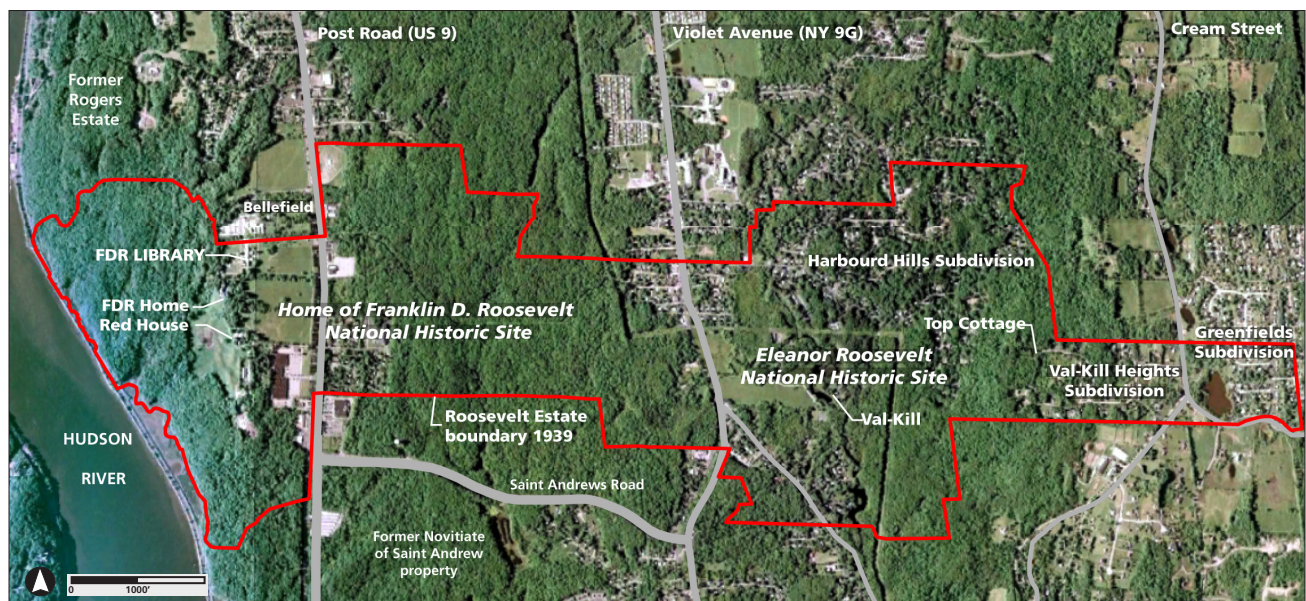 Post Road (US 9)
Violet Avenue (NY 9G)
Cream Street
Former
Rogers
Estate
Bellefield
FDR LIBRARY
Harbourd Hills Subdivision
FDR Home
Red House
Home of Franklin D. Roosevelt
National Historic Site
Top Cottage
Greenfields
Subdivision
Eleanor Roosevelt
National Historic Site
Val-Kill Heights
Subdivision
Roosevelt Estate
boundary 1939
Val-Kill
HUDSON
RIVER
Saint Andrews Road
Former Novitiate
of Saint Andrew
property
0 1000'